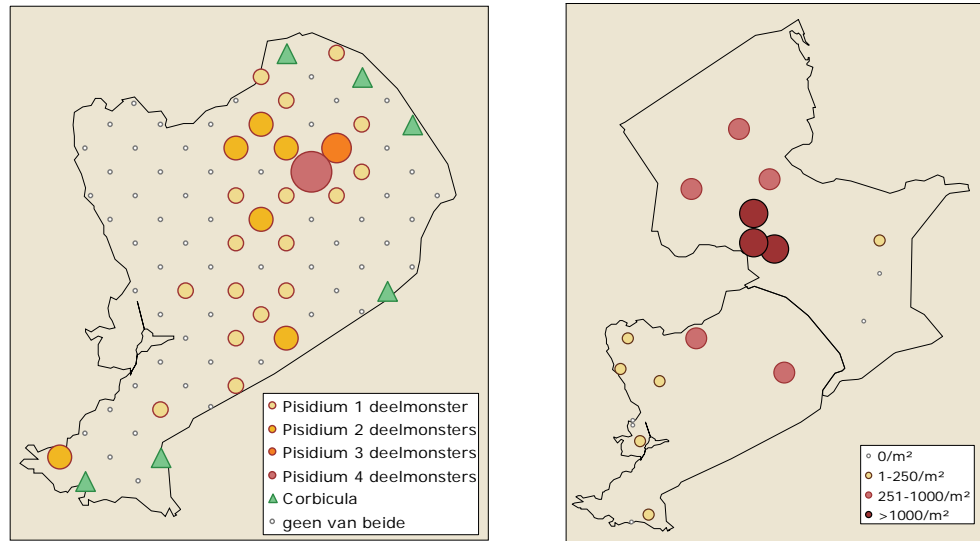 Pisidium 1 deelmonster
Pisidium 2 deelmonsters
Pisidium 3 deelmonsters
Pisidium 4 deelmonsters
Corbicula
geen van beide
0/m²
1-250/m²
251-1000/m²
>1000/m²